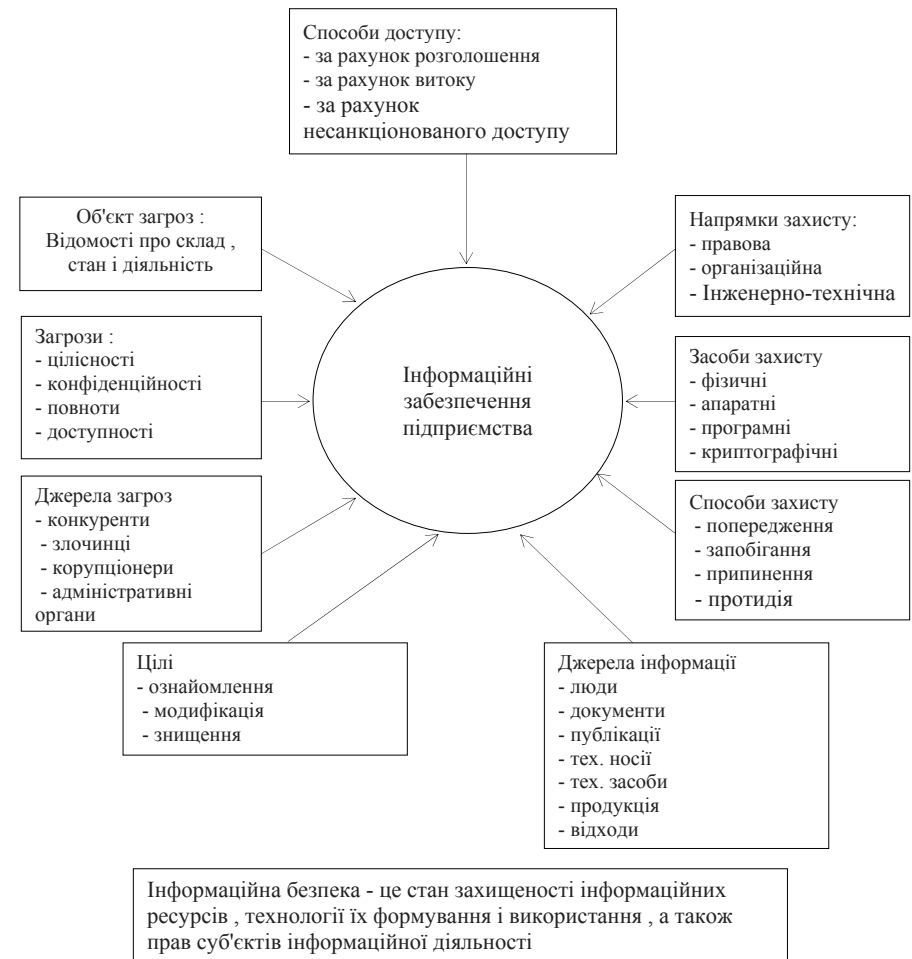 Способи доступу:
- за рахунок розголошення
- за рахунок витоку
- за рахунок
несанкціонованого доступу
Об'єкт загроз :
Відомості про склад ,
стан і діяльність
Напрямки захисту:
- правова
- організаційна
- Інженерно-технічна
Загрози :
- цілісності
- конфіденційності
- повноти
- доступності
Інформаційні
забезпечення
підприємства
Засоби захисту
- фізичні
- апаратні
- програмні
- криптографічні
Джерела загроз
- конкуренти
- злочинці
- корупціонери
- адміністративні
органи
Способи захисту
- попередження
- запобігання
- припинення
- протидія
Цілі
- ознайомлення
- модифікація
- знищення
Джерела інформації
- люди
- документи
- публікації
- тех. носії
- тех. засоби
- продукція
- відходи
Інформаційна безпека - це стан захищеності інформаційних
ресурсів , технології їх формування і використання , а також
прав суб'єктів інформаційної діяльності